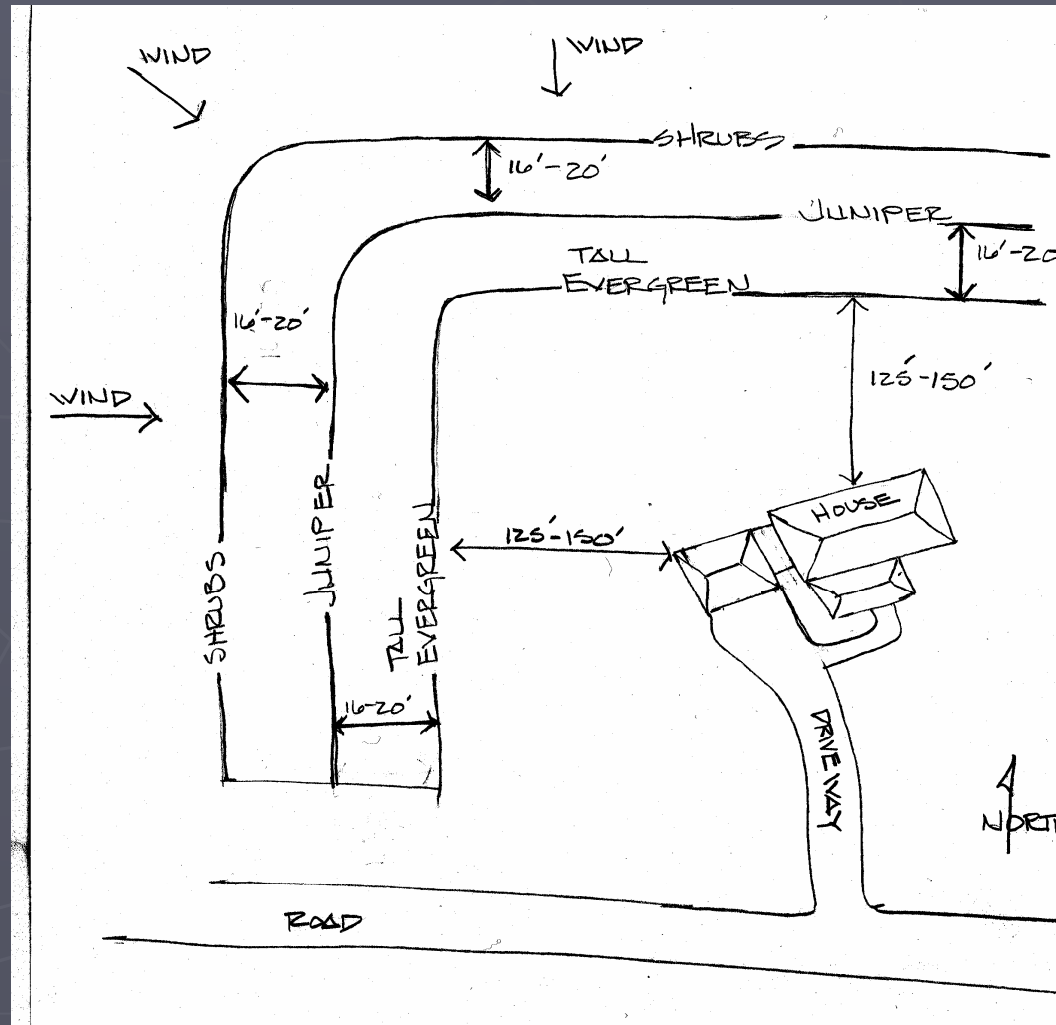 WIND
WIND
SHRUBS
16'-20'
JUNIPER
TALL
EVERGREEN
16'-20
16'-20'
125'-150'
WIND
HOUSE
125'-150'
SHRUBS
JUNIPER
TALL
EVERGREEN
16-20'
DRIVEWAY
NORT
ROAD